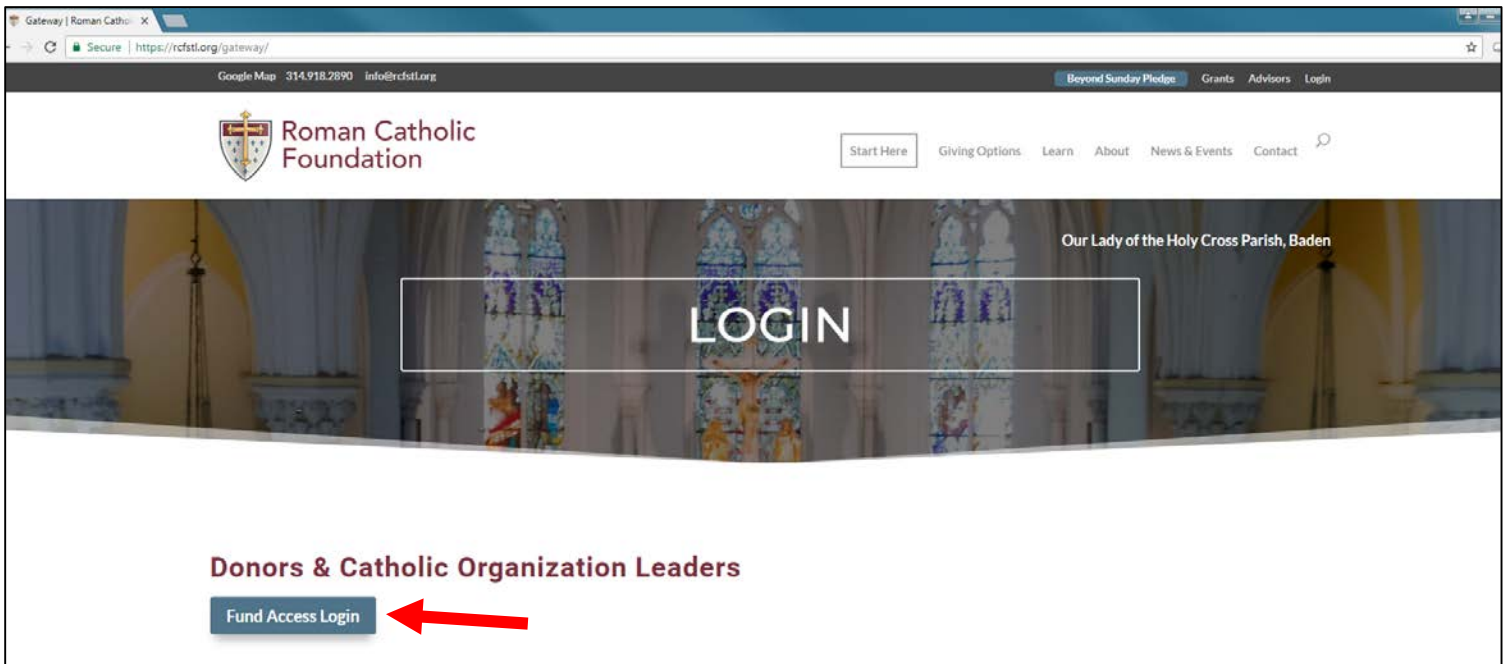 Gateway | Roman Cathol
Secure | https://rcfstl.org/gateway/
Google Map 314.918.2890 info@rcfstl.org
Beyond Sunday Pledge Grants Advisors Login
Roman Catholic
Foundation
Start Here Giving Options Learn About News & Events Contact
Our Lady of the Holy Cross Parish, Baden
LOGIN
Donors & Catholic Organization Leaders
Fund Access Login